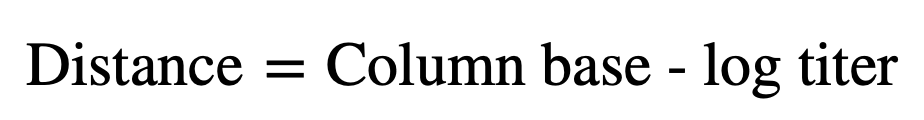 Distance = Column base - log titer